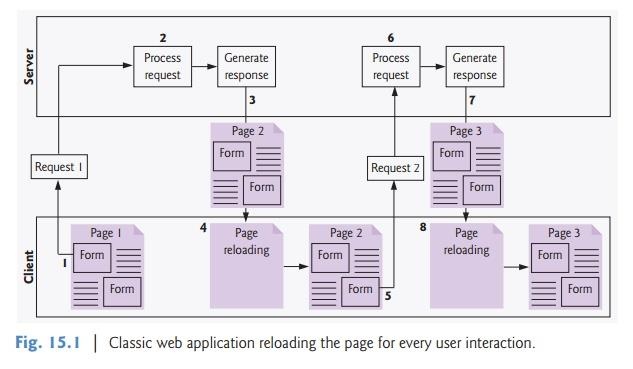 Server
2
Process
request
Generate
response
3
6
Process
request
Generate
response
7
Request 1
Page 2
Form
Form
Request 2
Page 3
Form
Form
Client
1
Page 1
Form
Form
4
Page
reloading
Page 2
Form
Form
5
8
Page
reloading
Page 3
Form
Form
Fig. 15.1 | Classic web application reloading the page for every user interaction.